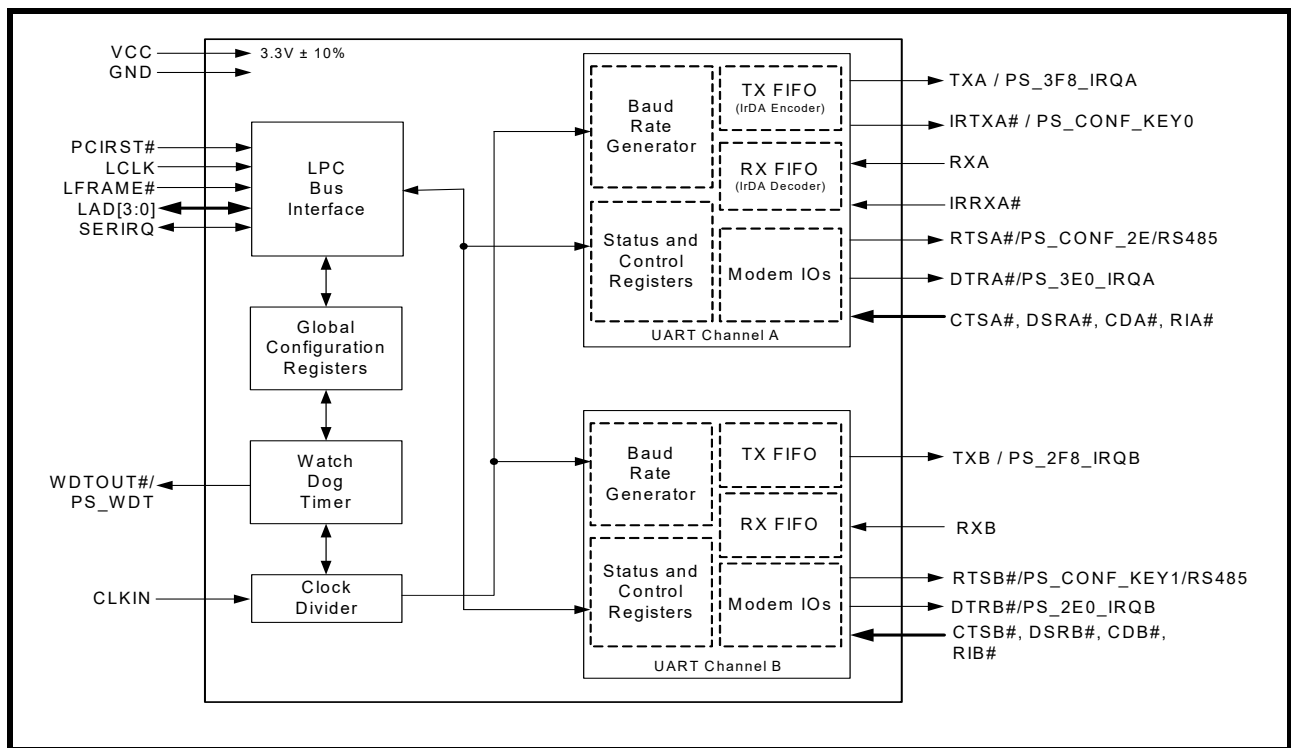 VCC
3.3V ± 10%
GND
PCIRST#
LCLK
LFRAME#
LAD[3:0]
SERIRQ
LPC
Bus
Interface
Global
Configuration
Registers
WDTOUT#/
PS_WDT
Watch
Dog
Timer
CLKIN
Clock
Divider
Baud
Rate
Generator
TX FIFO
(IrDA Encoder)
RX FIFO
(IrDA Decoder)
Status and
Control
Registers
Modem IOs
UART Channel A
TXA / PS_3F8_IRQA
IRTXA# / PS_CONF_KEY0
RXA
IRRXA#
RTSA#/PS_CONF_2E/RS485
DTRA#/PS_3E0_IRQA
CTSA#, DSRA#, CDA#, RIA#
Baud
Rate
Generator
TX FIFO
RX FIFO
Status and
Control
Registers
Modem IOs
UART Channel B
TXB / PS_2F8_IRQB
RXB
RTSB#/PS_CONF_KEY1/RS485
DTRB#/PS_2E0_IRQB
CTSB#, DSRB#, CDB#,
RIB#